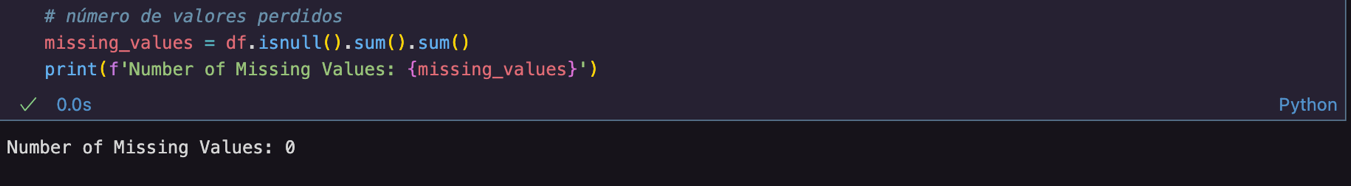 # número de valores perdidos
missing_values = df.isnull().sum().sum()
print(f'Number of Missing Values: {missing_values}')
0.0s
Python
Number of Missing Values: 0